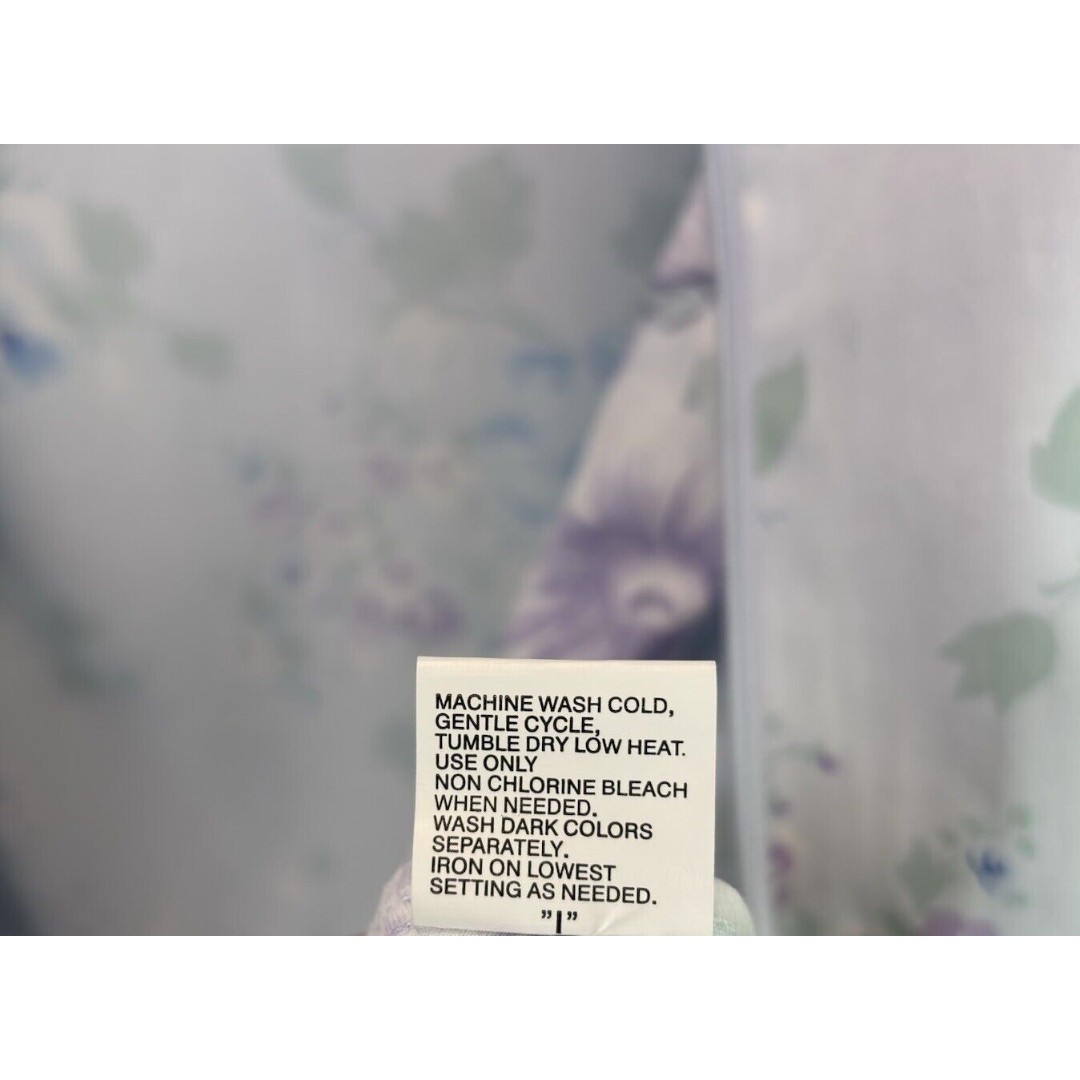 MACHINE WASH COLD,
GENTLE CYCLE,
TUMBLE DRY LOW HEAT.
USE ONLY
NON CHLORINE BLEACH
WHEN NEEDED.
WASH DARK COLORS
SEPARATELY.
IRON ON LOWEST
SETTING AS NEEDED.
”I”